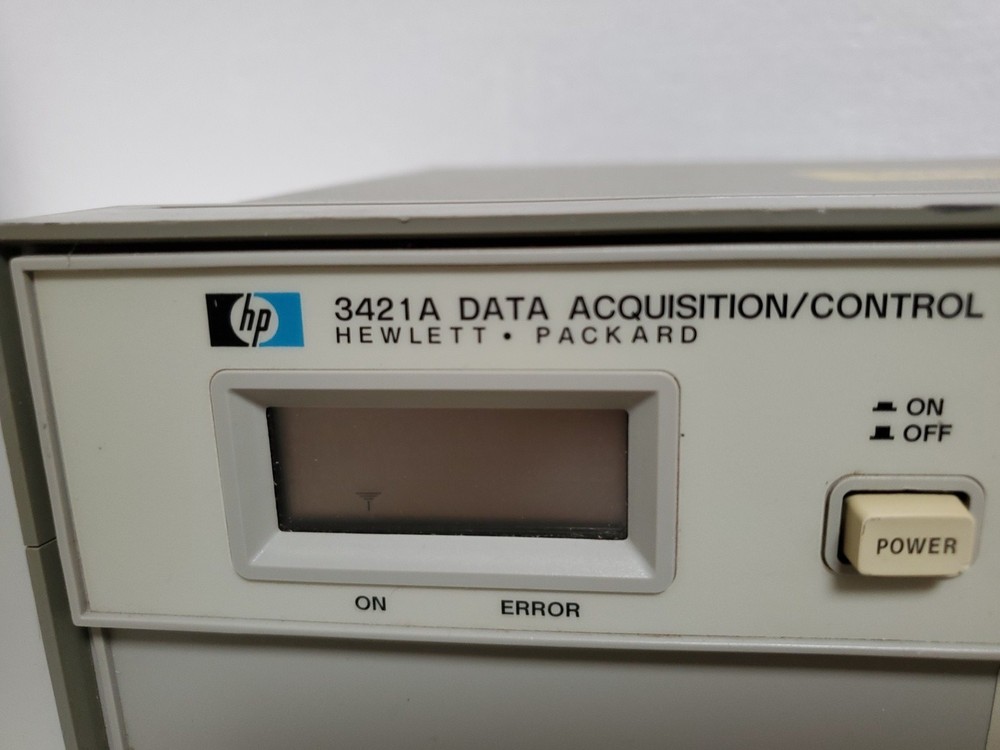 hp
3421A DATA ACQUISITION/CONTROL
HEWLETT • PACKARD
ON
OFF
POWER
ON ERROR